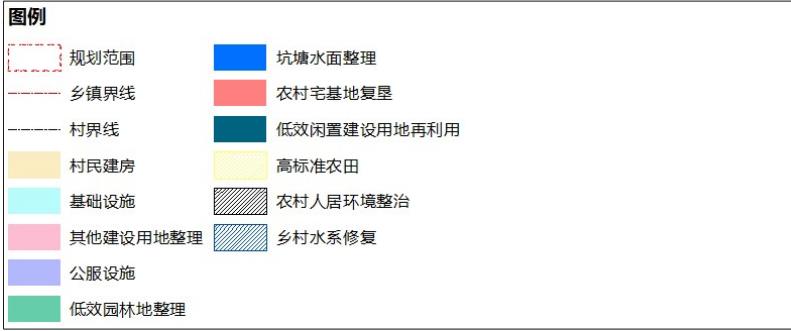 图例
规划范围
乡镇界线
村界线
村民建房
基础设施
其他建设用地整理
公服设施
低效园林地整理
坑塘水面整理
农村宅基地复垦
低效闲置建设用地再利用
高标准农田
农村人居环境整治
乡村水系修复